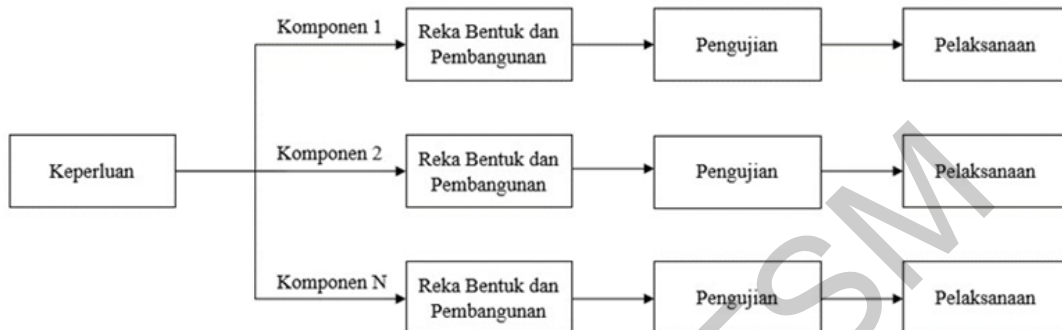 Komponen 1
Reka Bentuk dan
Pembangunan
Pengujian
Pelaksanaan
Keperluan
Komponen 2
Reka Bentuk dan
Pembangunan
Pengujian
Pelaksanaan
Komponen N
Reka Bentuk dan
Pembangunan
Pengujian
Pelaksanaan
TSM